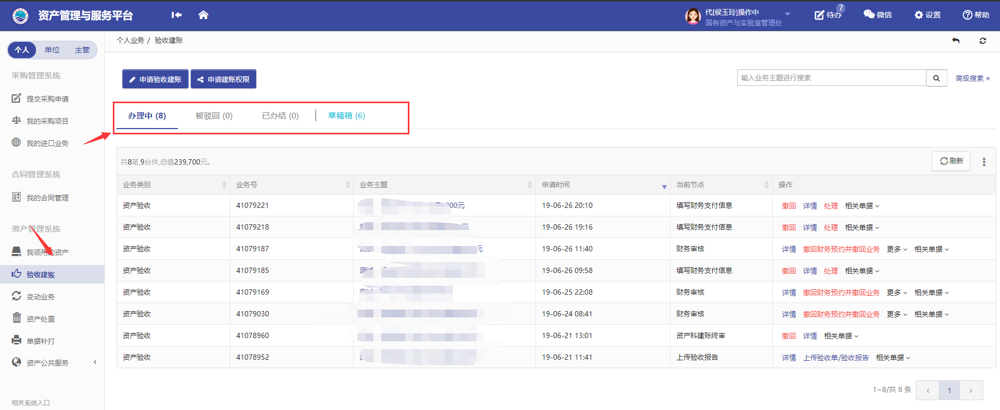 资产管理与服务平台
代[侯玉玲]操作中
国有资产与实验室管理处
待办
7
微信
设置
帮助
个人 单位 主管
个人业务 / 验收建账
采购管理系统
提交采购申请
我的采购项目
我的进口业务
合同管理系统
我的合同管理
资产管理系统
我领用的资产
验收建账
变动业务
资产处置
单据补打
资产公共服务
相关系统入口
申请验收建账 申请建账权限
输入业务主题进行搜索
高级搜索
办理中 (8) 被驳回 (0) 已办结 (0) 草稿箱 (6)
共8笔,9台件,总值239,700元。
刷新
业务类别 业务号 业务主题 申请时间 当前节点 操作
资产验收 41079221 00元 19-06-26 20:10 填写财务支付信息 撤回 详情 处理 相关单据
资产验收 41079218 元 19-06-26 19:16 填写财务支付信息 撤回 详情 处理 相关单据
资产验收 41079187 元 19-06-26 11:40 财务审核 详情 撤回财务预约并撤回业务 更多 相关单据
资产验收 41079185 测试 19-06-26 09:58 填写财务支付信息 撤回 详情 处理 相关单据
资产验收 41079169 19-06-25 22:08 财务审核 详情 撤回财务预约并撤回业务 更多 相关单据
资产验收 41079030 19-06-24 08:41 财务审核 详情 撤回财务预约并撤回业务 更多 相关单据
资产验收 41078960 19-06-21 13:01 资产科建账终审 撤回 详情 相关单据
资产验收 41078952 19-06-21 11:41 上传验收报告 详情 上传验收单/验收报告 相关单据
1~8/共 8 条
1